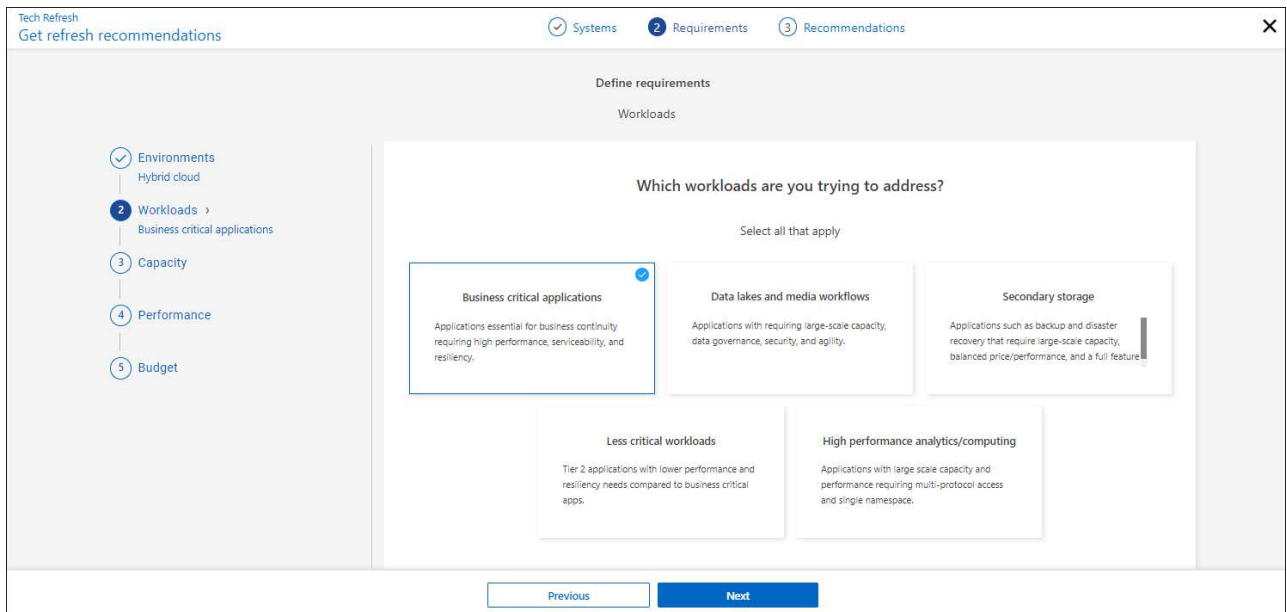 Tech Refresh
Get refresh recommendations
Systems
2 Requirements
3 Recommendations
Define requirements
Workloads
Environments
Hybrid cloud
2 Workloads ›
Business critical applications
3 Capacity
4 Performance
5 Budget
Which workloads are you trying to address?
Select all that apply
Business critical applications
Applications essential for business continuity
requiring high performance, serviceability, and
resiliency.
Data lakes and media workflows
Applications with requiring large-scale capacity,
data governance, security, and agility.
Secondary storage
Applications such as backup and disaster
recovery that require large-scale capacity,
balanced price/performance, and a full feature
Less critical workloads
Tier 2 applications with lower performance and
resiliency needs compared to business critical
apps.
High performance analytics/computing
Applications with large scale capacity and
performance requiring multi-protocol access
and single namespace.
Previous
Next